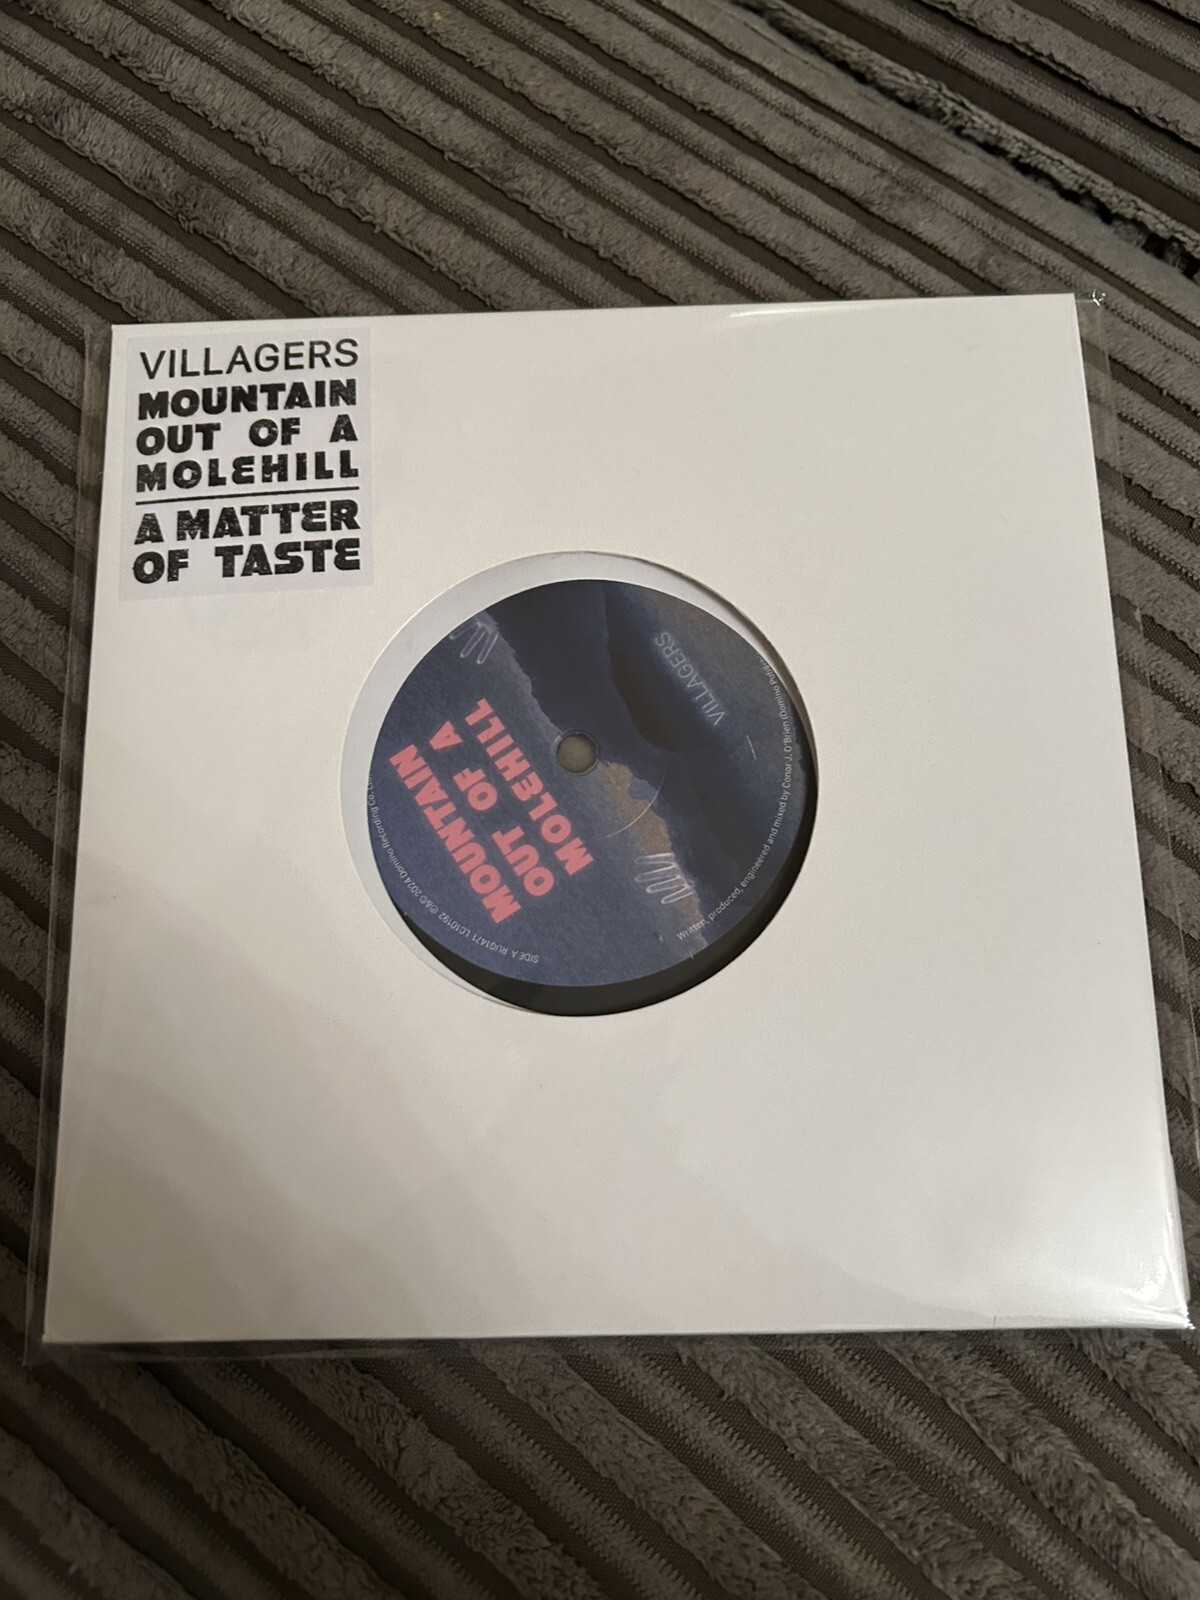 VILLAGERS
MOUNTAIN
OUT OF A
MOLEHILL
A MATTER
OF TASTE
VILLAGERS
MOUNTAIN
OUT OF A
MOLEHILL
Written, produced, engineered and mixed by Conor J. O'Brien (Domino
SIDE A RUG1471 LC10192 ℗&© 2024 Domino Recording Co.